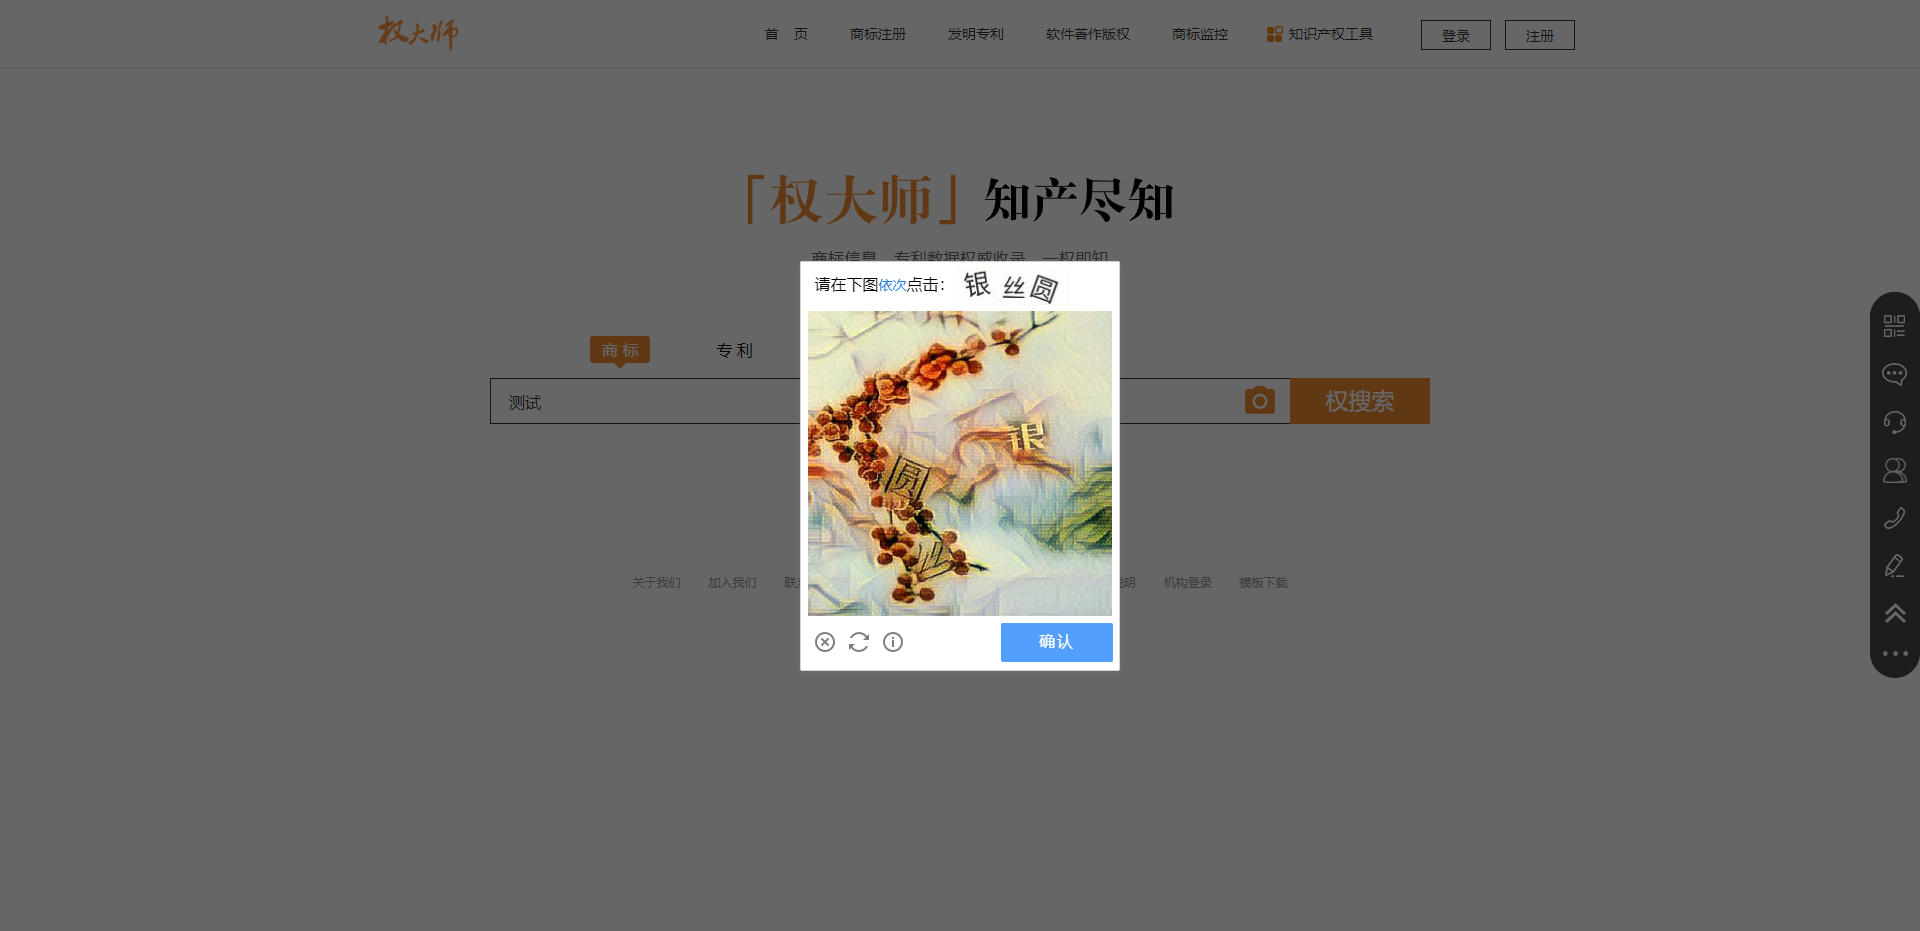 权大师
首 页 商标注册 发明专利 软件著作版权 商标监控 知识产权工具 登录 注册
「权大师」知产尽知
商标信息、专利数据权威收录，一权即知
请在下图依次点击：银丝圆
商标 专利
测试 权搜索
银
圆
丝
关于我们 加入我们 联 明 机构登录 模板下载
确认